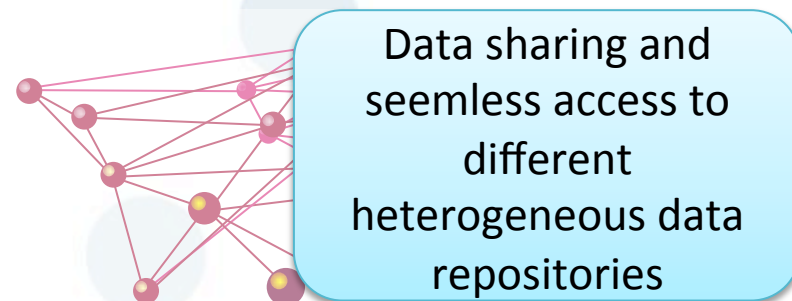 Data sharing and
seemless access to
different
heterogeneous data
repositories